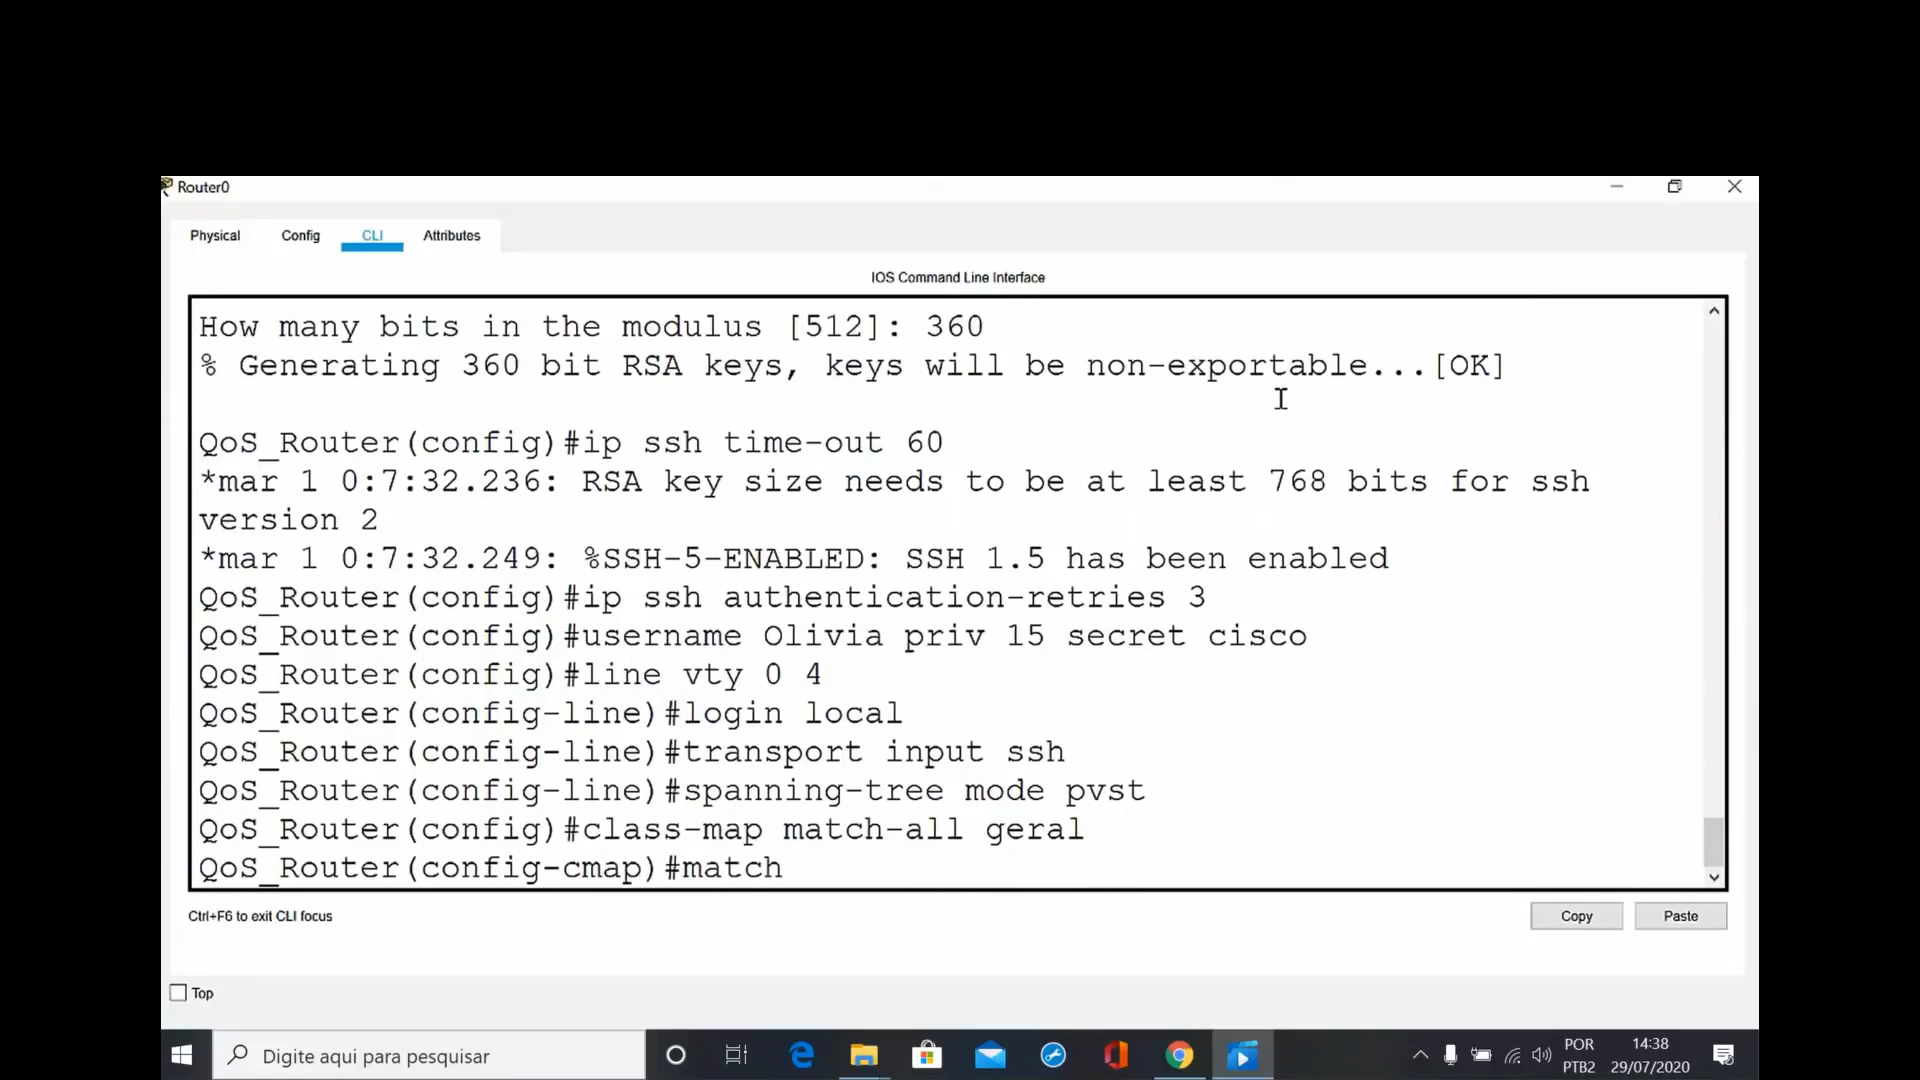 Router0
Physical Config CLI Attributes
IOS Command Line Interface
How many bits in the modulus [512]: 360
% Generating 360 bit RSA keys, keys will be non-exportable...[OK]
QoS_Router(config)#ip ssh time-out 60
*mar 1 0:7:32.236: RSA key size needs to be at least 768 bits for ssh
version 2
*mar 1 0:7:32.249: %SSH-5-ENABLED: SSH 1.5 has been enabled
QoS_Router(config)#ip ssh authentication-retries 3
QoS_Router(config)#username Olivia priv 15 secret cisco
QoS_Router(config)#line vty 0 4
QoS_Router(config-line)#login local
QoS_Router(config-line)#transport input ssh
QoS_Router(config-line)#spanning-tree mode pvst
QoS_Router(config)#class-map match-all geral
QoS_Router(config-cmap)#match
Ctrl+F6 to exit CLI focus
Copy Paste
Top
Digite aqui para pesquisar
POR 14:38
PTB2 29/07/2020